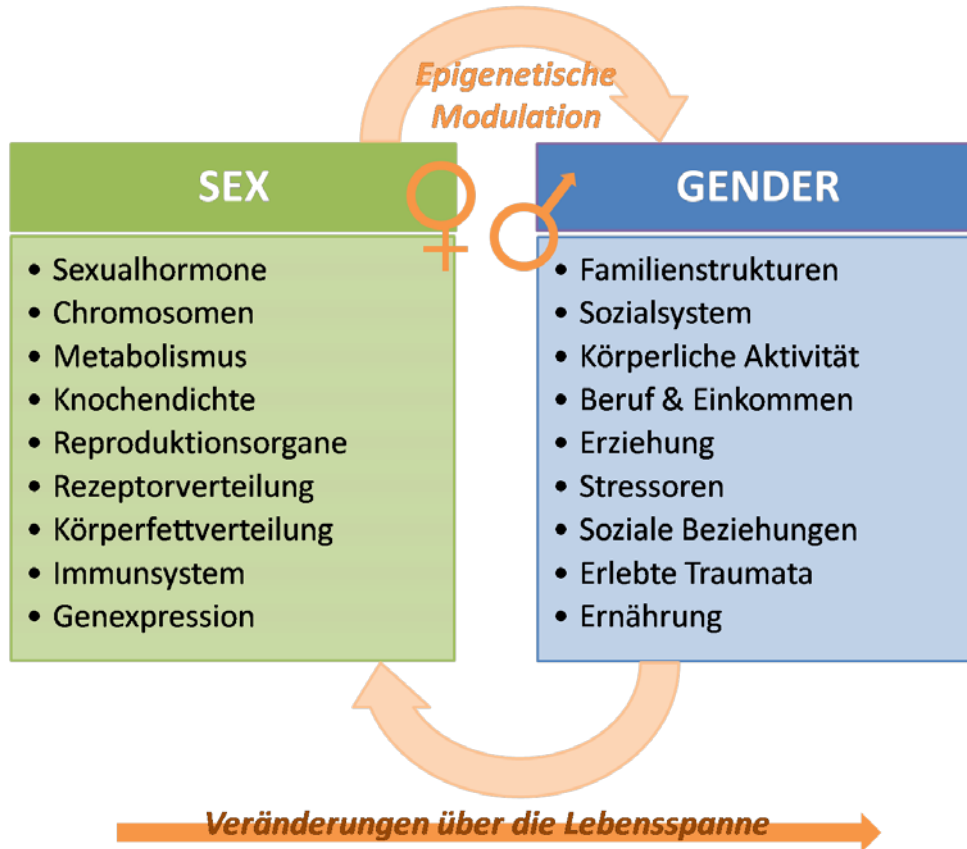 Epigenetische
Modulation
SEX
GENDER
• Sexualhormone
• Chromosomen
• Metabolismus
• Knochendichte
• Reproduktionsorgane
• Rezeptorverteilung
• Körperfettverteilung
• Immunsystem
• Genexpression
• Familienstrukturen
• Sozialsystem
• Körperliche Aktivität
• Beruf & Einkommen
• Erziehung
• Stressoren
• Soziale Beziehungen
• Erlebte Traumata
• Ernährung
Veränderungen über die Lebensspanne